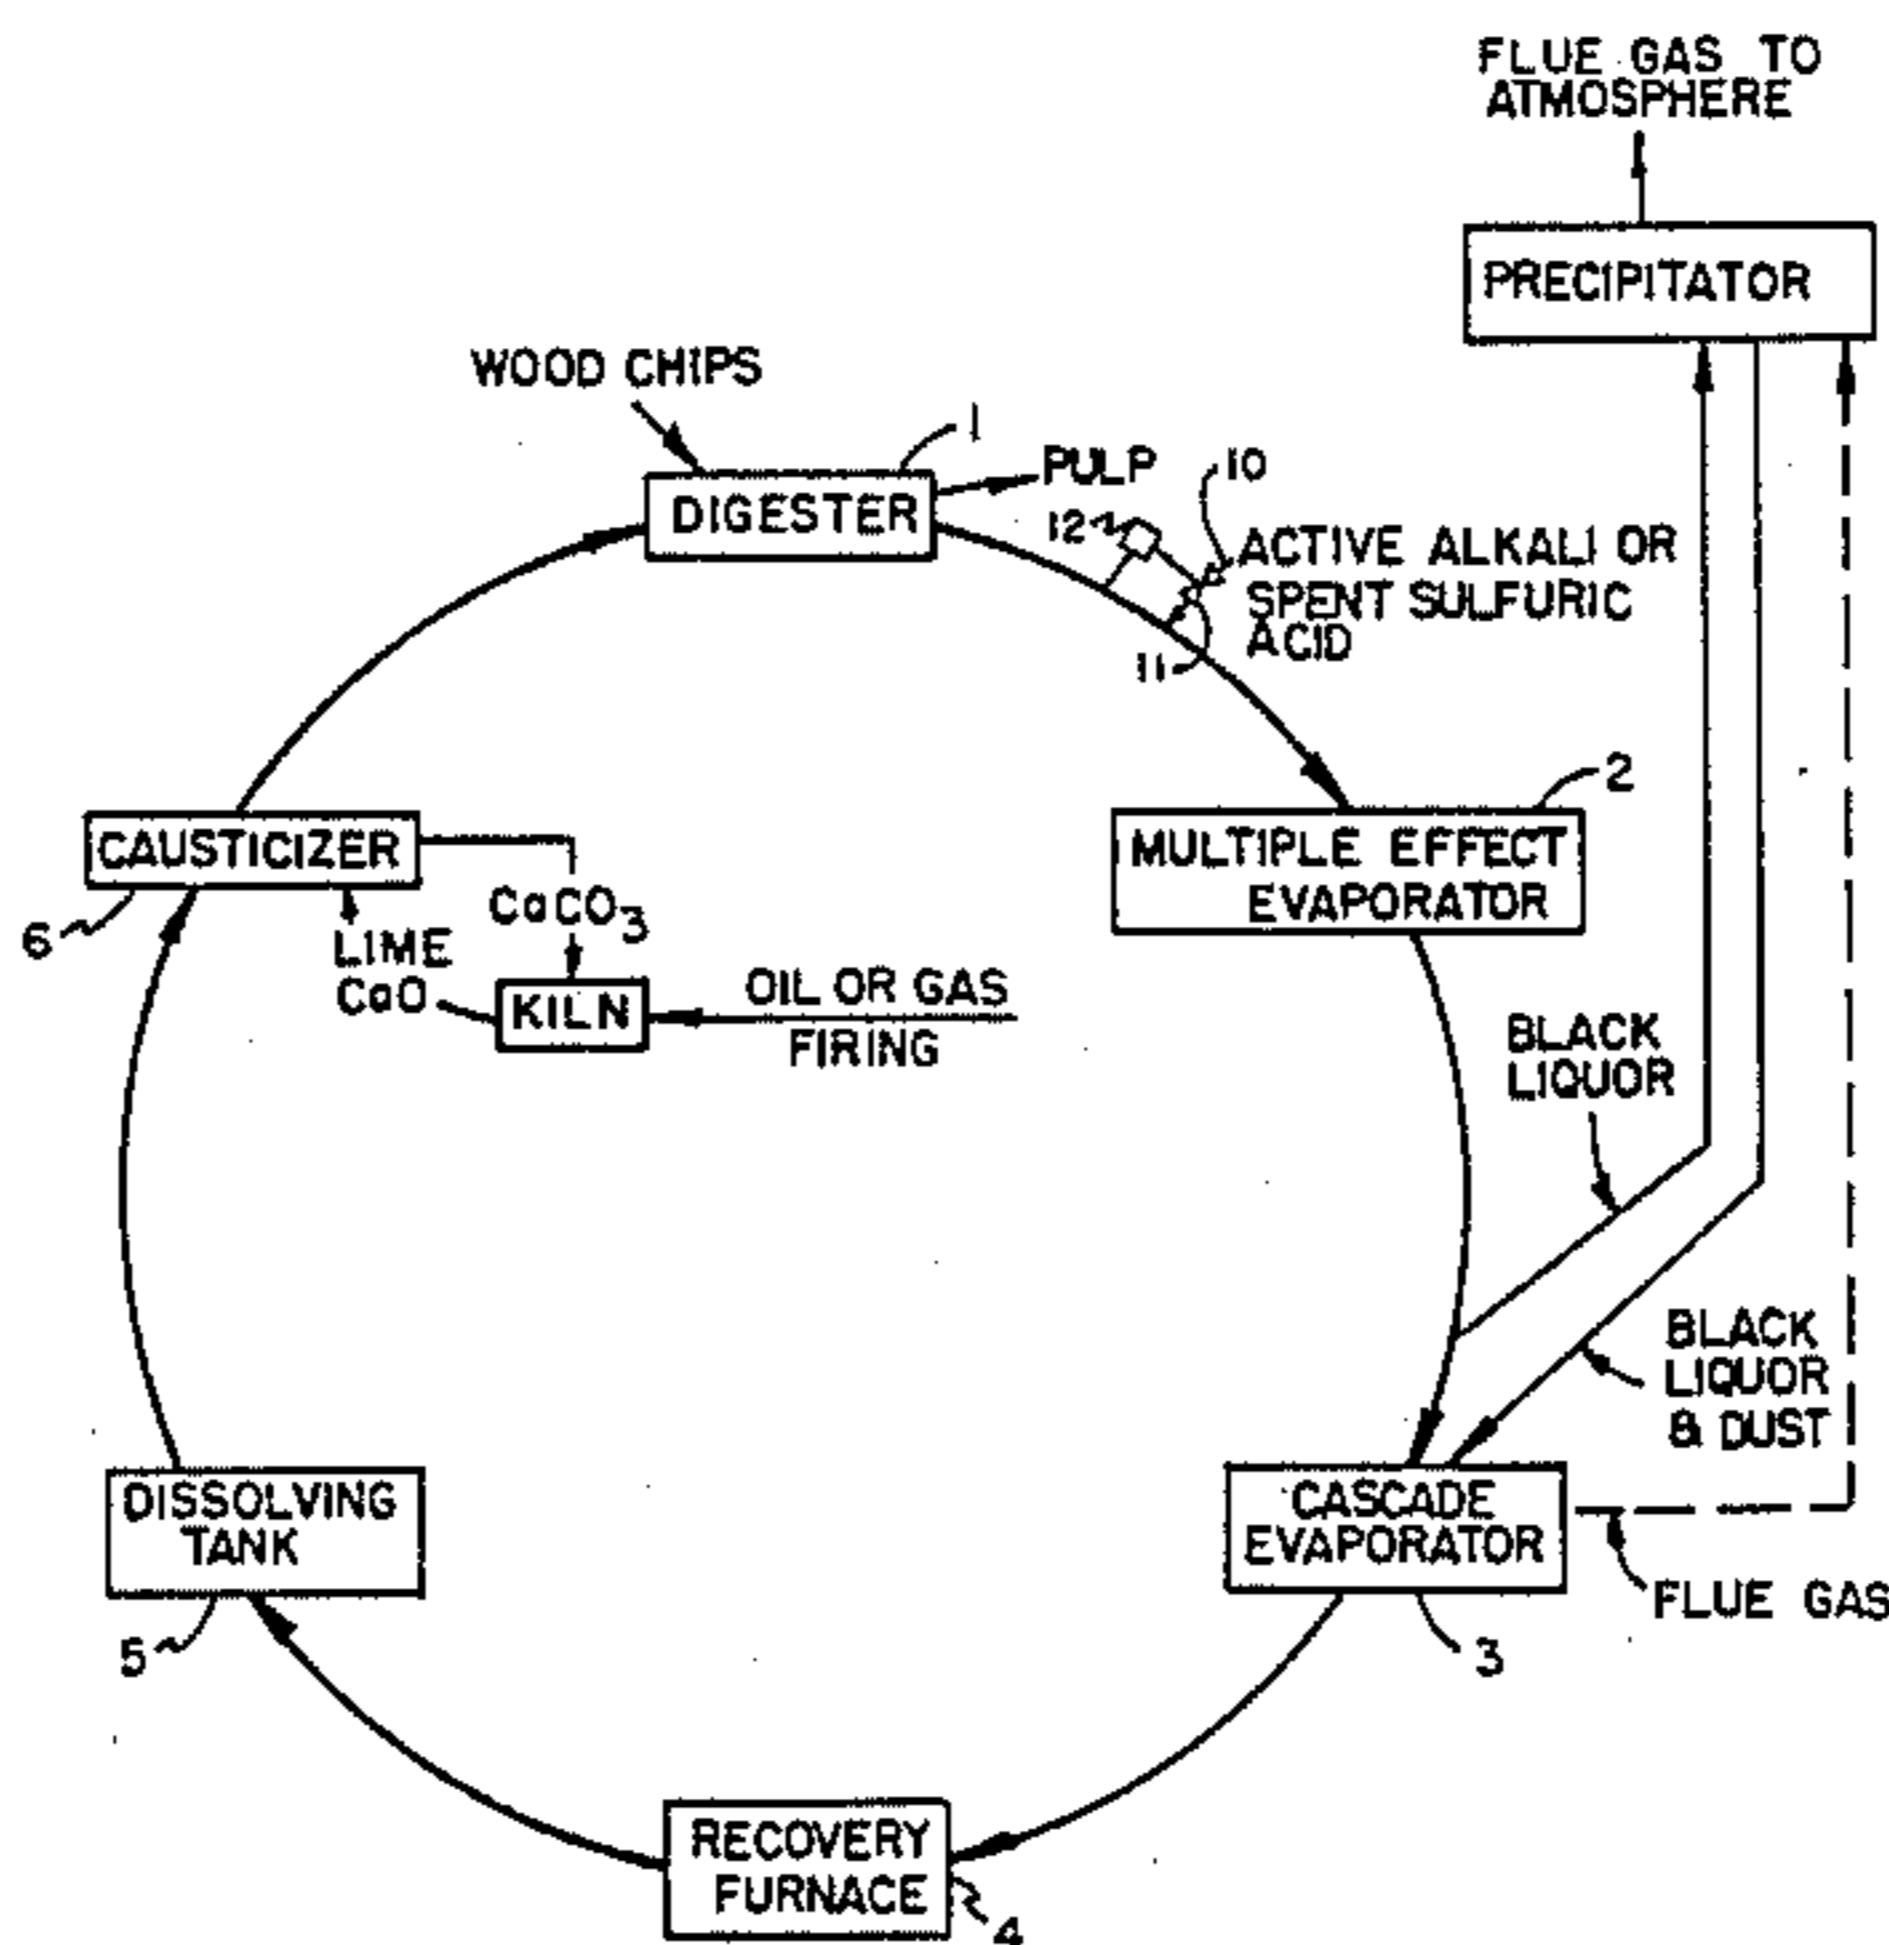 FLUE GAS TO
ATMOSPHERE
PRECIPITATOR
WOOD CHIPS
1
DIGESTER
PULP
10
12
ACTIVE ALKALI OR
SPENT SULFURIC
ACID
11
2
MULTIPLE EFFECT
EVAPORATOR
CAUSTICIZER
6
CaCO3
LIME
CaO
KILN
OIL OR GAS
FIRING
BLACK
LIQUOR
BLACK
LIQUOR
& DUST
DISSOLVING
TANK
5
CASCADE
EVAPORATOR
FLUE GAS
3
RECOVERY
FURNACE
4